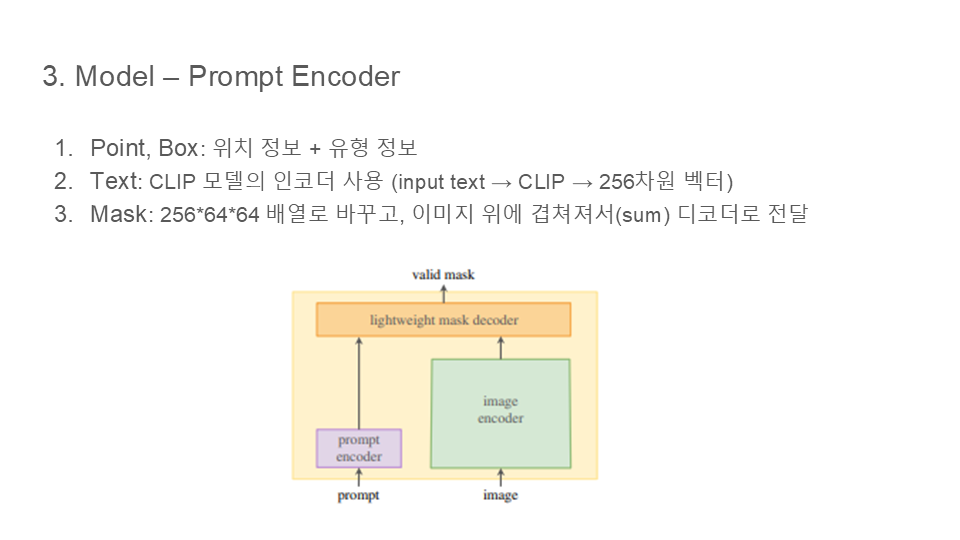 3. Model – Prompt Encoder
1. Point, Box: 위치 정보 + 유형 정보
2. Text: CLIP 모델의 인코더 사용 (input text → CLIP → 256차원 벡터)
3. Mask: 256*64*64 배열로 바꾸고, 이미지 위에 겹쳐져서(sum) 디코더로 전달
valid mask
lightweight mask decoder
image
encoder
prompt
encoder
prompt
image